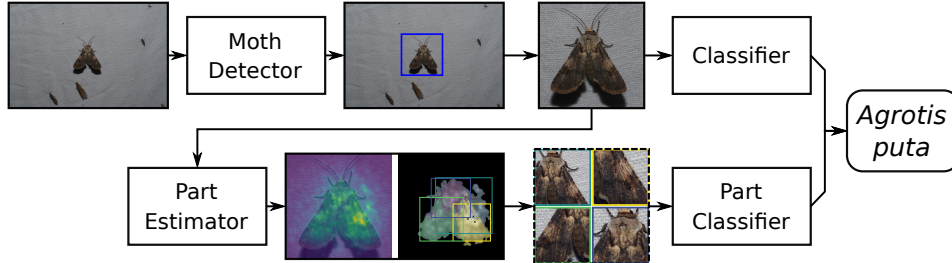 Moth
Detector
Classifier
Agrotis
puta
Part
Estimator
Part
Classifier